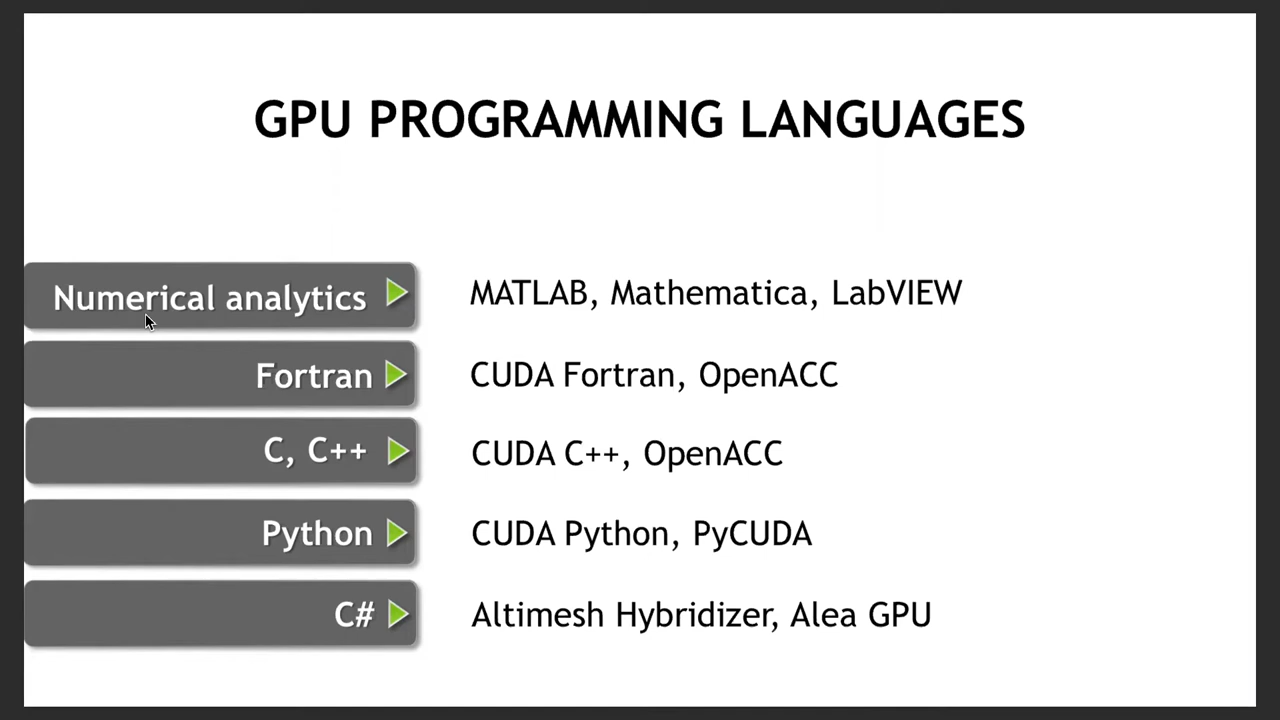 GPU PROGRAMMING LANGUAGES
Numerical analytics MATLAB, Mathematica, LabVIEW
Fortran CUDA Fortran, OpenACC
C, C++ CUDA C++, OpenACC
Python CUDA Python, PyCUDA
C# Altimesh Hybridizer, Alea GPU